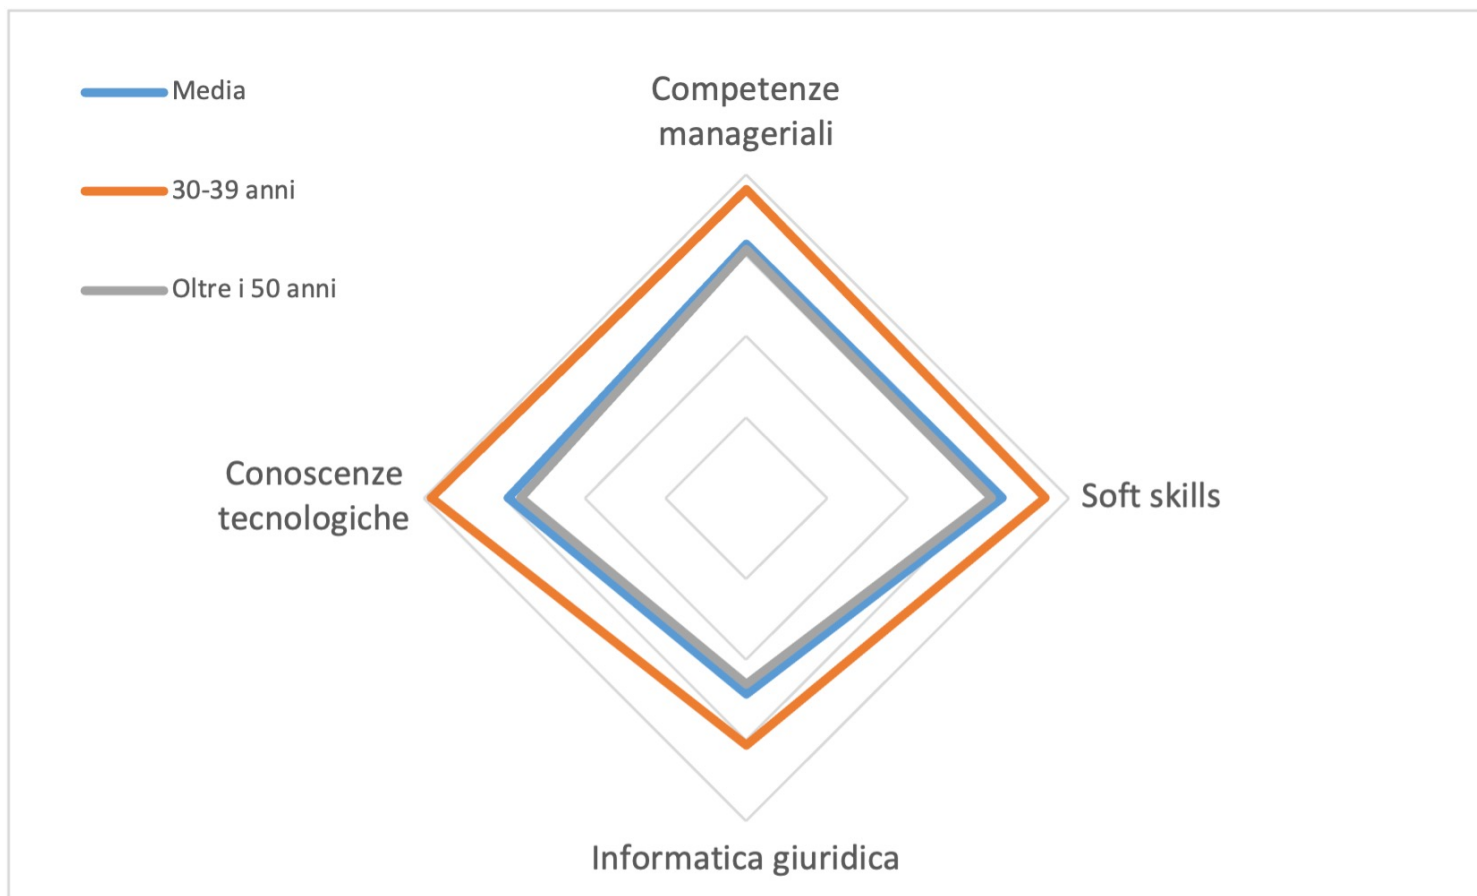 Media
30-39 anni
Oltre i 50 anni
Competenze
manageriali
Conoscenze
tecnologiche
Soft skills
Informatica giuridica